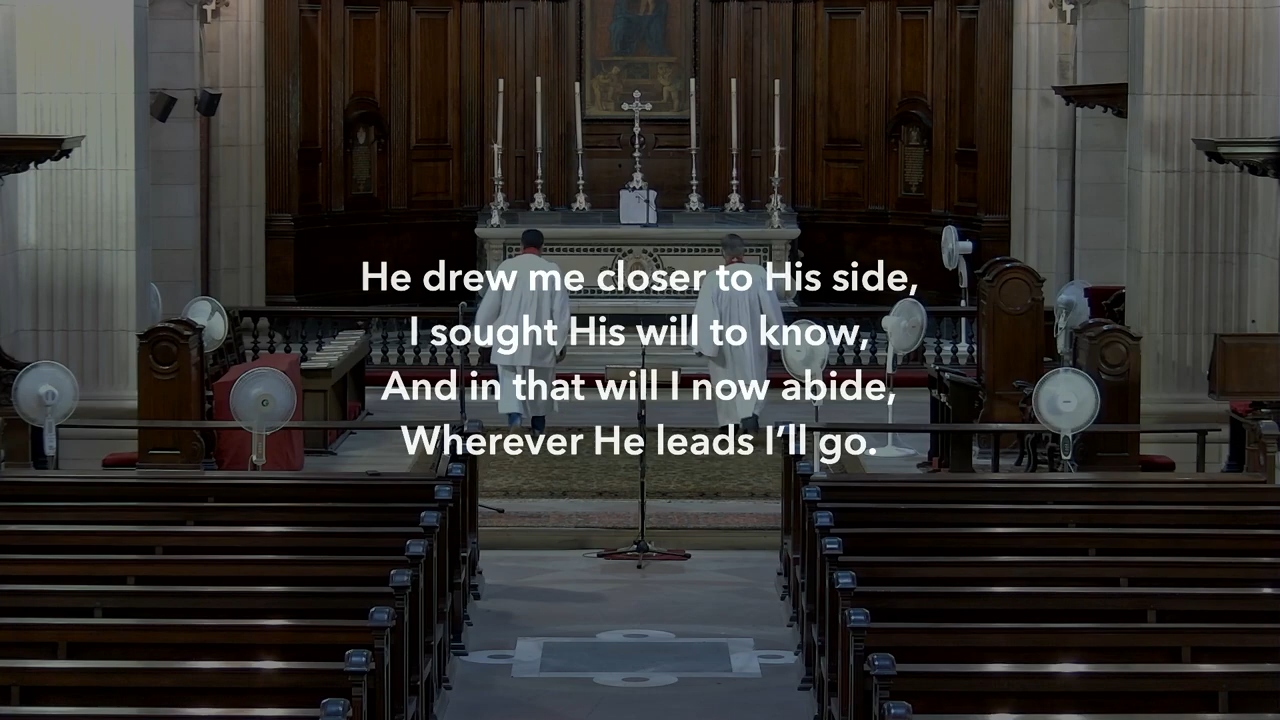 He drew me closer to His side,
I sought His will to know,
And in that will I now abide,
Wherever He leads I’ll go.